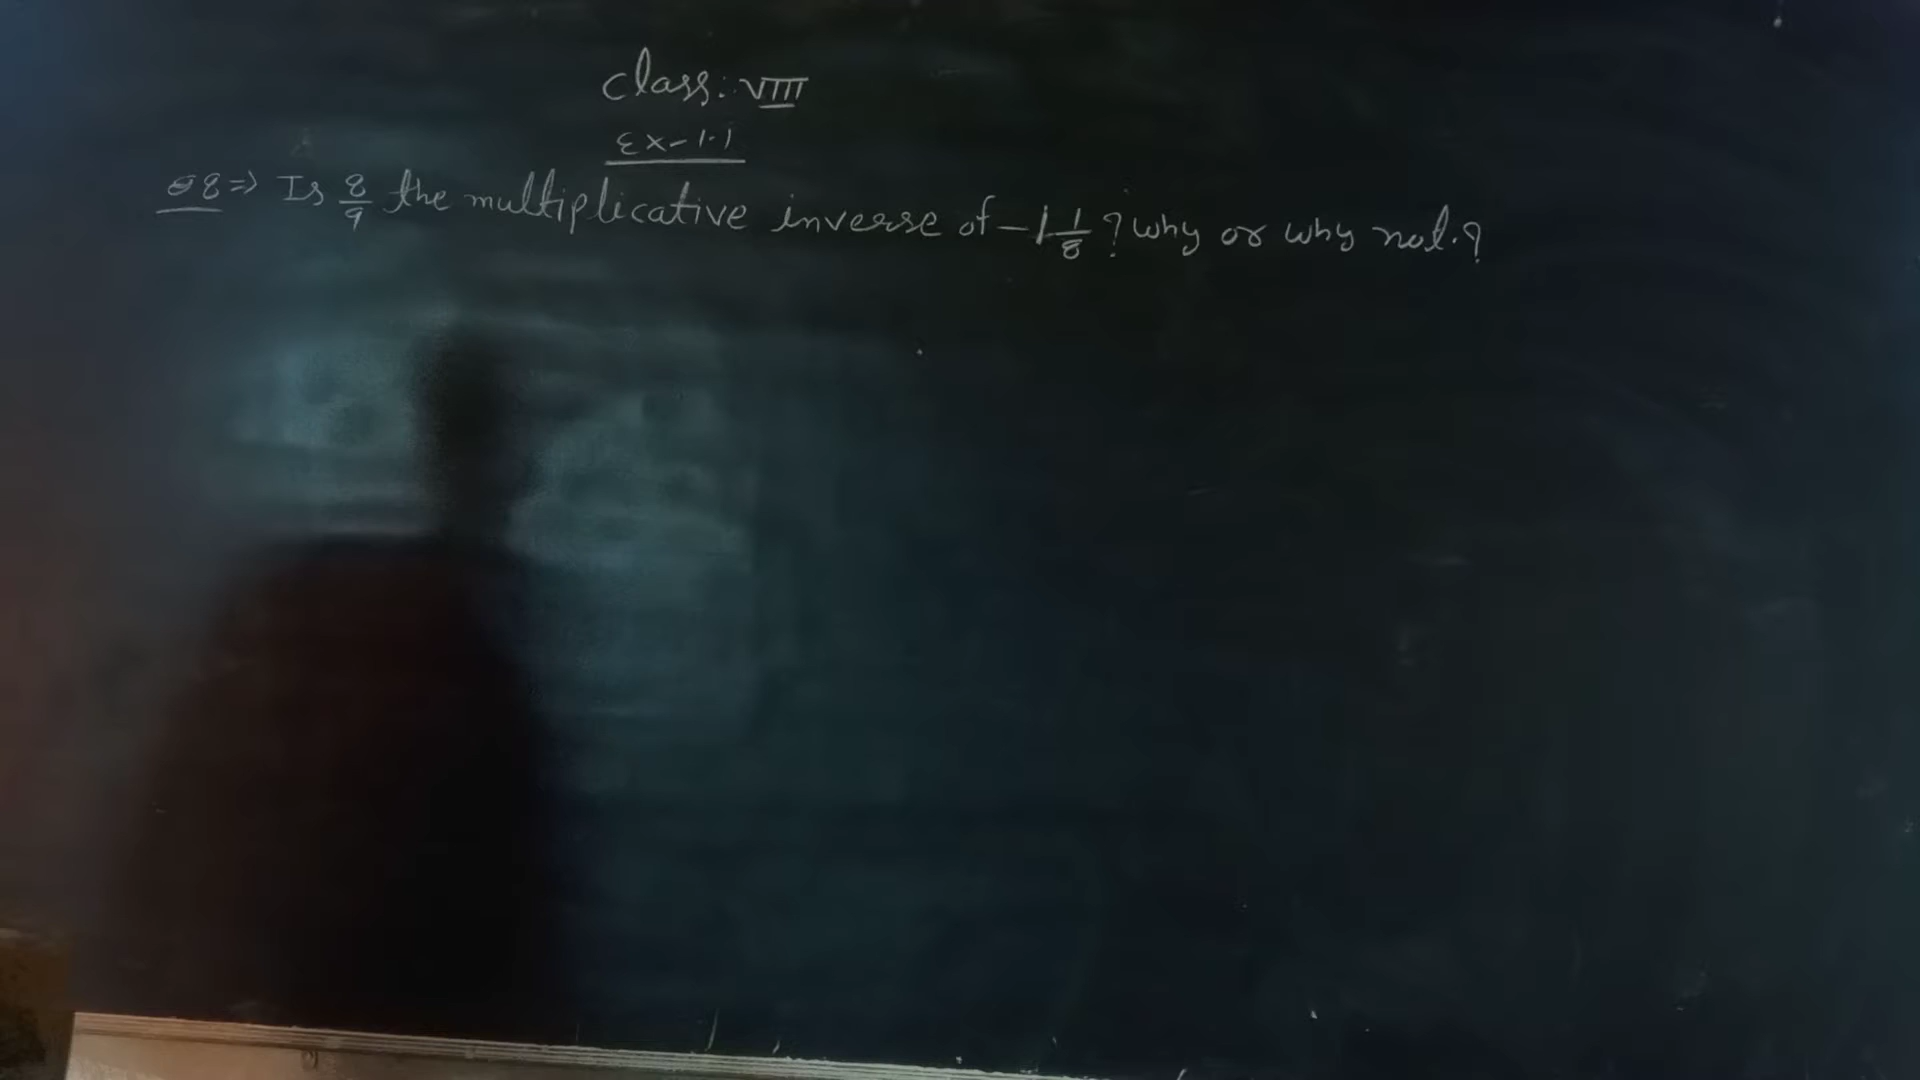 Class: VIII
Ex-1.1
Q8⇒ Is 8/9 the multiplicative inverse of -1 1/8? why or why not.?